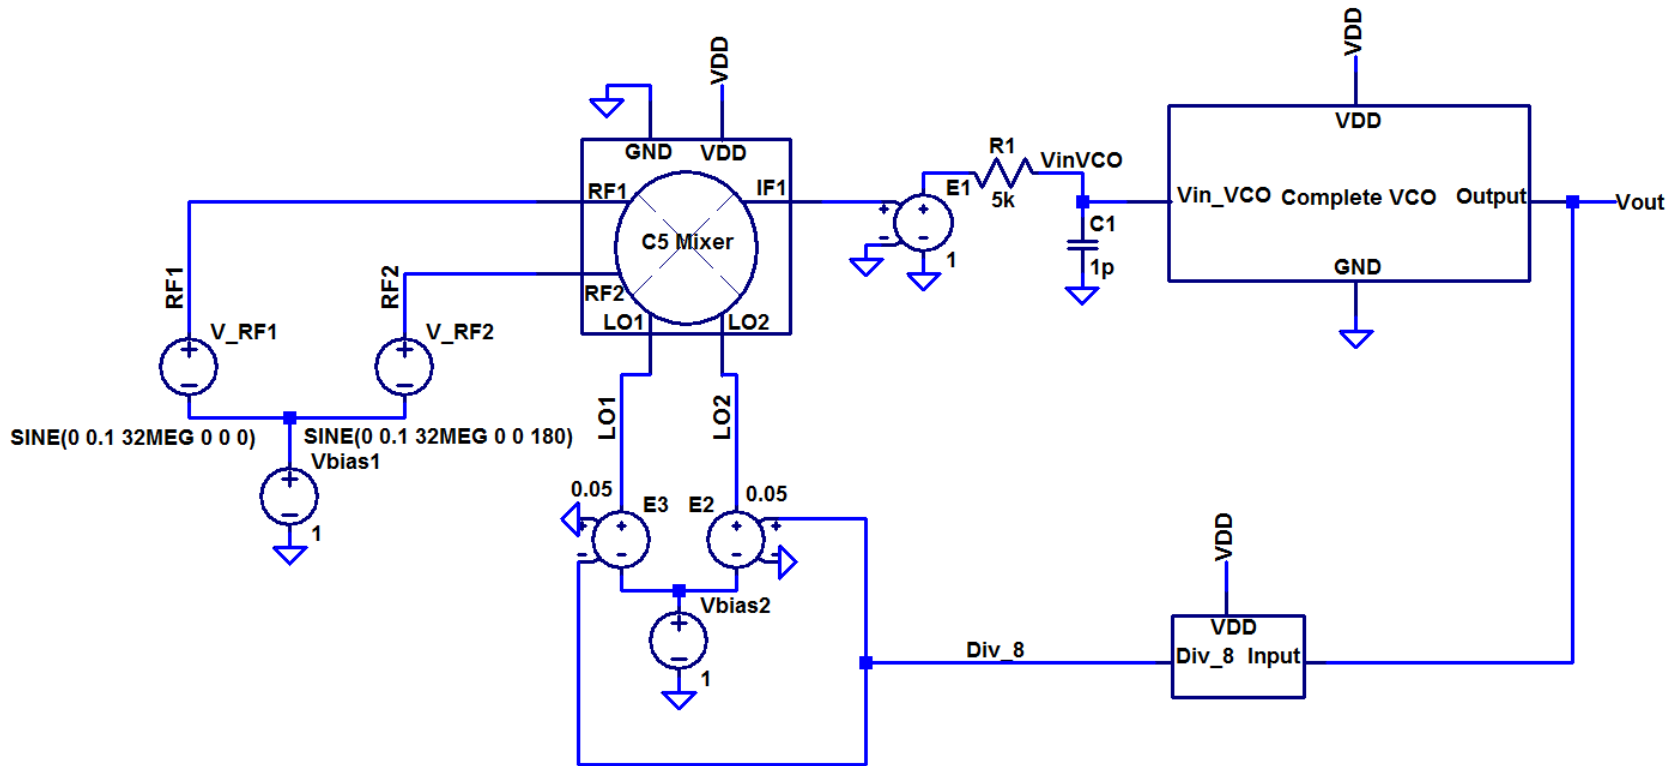 VDD
VDD
GND
VDD
VDD
R1
VinVCO
RF1
IF1
E1
5k
Vin_VCO
Complete VCO
Output
Vout
C5 Mixer
C1
1
1p
GND
RF1
RF2
RF2
LO1
LO2
V_RF1
V_RF2
SINE(0 0.1 32MEG 0 0 0)
SINE(0 0.1 32MEG 0 0 180)
LO1
LO2
Vbias1
1
0.05
E3
E2
0.05
VDD
Vbias2
1
Div_8
VDD
Div_8
Input